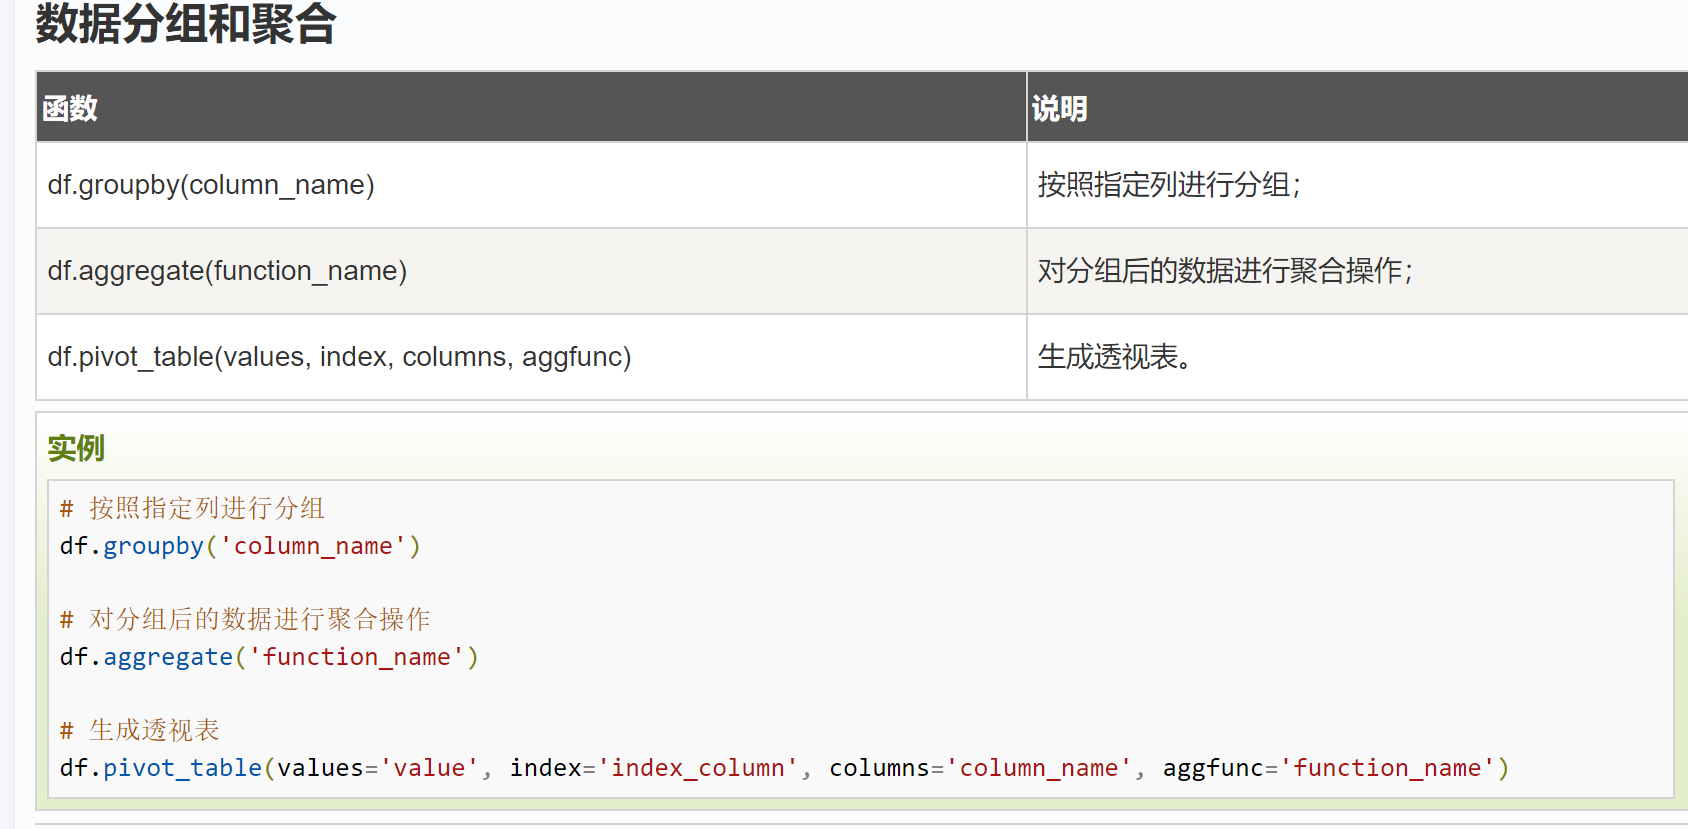 数据分组和聚合
函数 说明
df.groupby(column_name) 按照指定列进行分组；
df.aggregate(function_name) 对分组后的数据进行聚合操作；
df.pivot_table(values, index, columns, aggfunc) 生成透视表。
实例
# 按照指定列进行分组
df.groupby('column_name')
# 对分组后的数据进行聚合操作
df.aggregate('function_name')
# 生成透视表
df.pivot_table(values='value', index='index_column', columns='column_name', aggfunc='function_name')